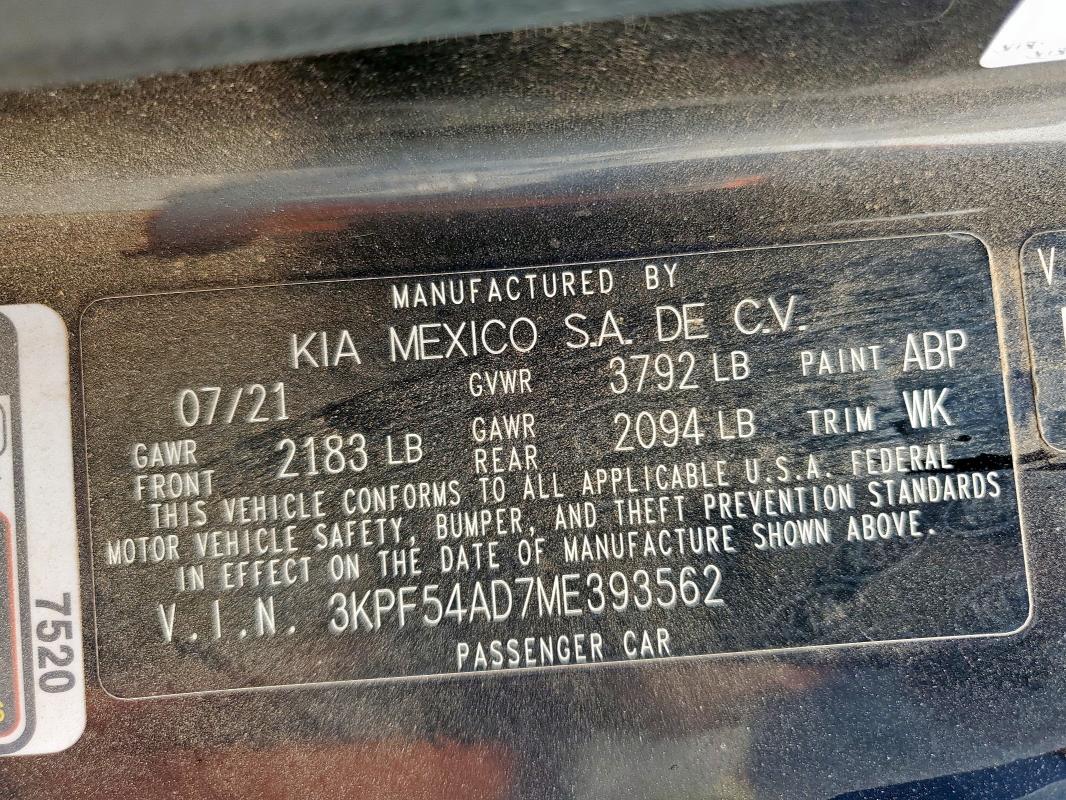 MANUFACTURED BY
KIA MEXICO S.A. DE C.V.
07/21 GVWR 3792 LB PAINT ABP
GAWR FRONT 2183 LB GAWR REAR 2094 LB TRIM WK
THIS VEHICLE CONFORMS TO ALL APPLICABLE U.S.A. FEDERAL
MOTOR VEHICLE SAFETY, BUMPER, AND THEFT PREVENTION STANDARDS
IN EFFECT ON THE DATE OF MANUFACTURE SHOWN ABOVE.
V.I.N. 3KPF54AD7ME393562
PASSENGER CAR
7520
V